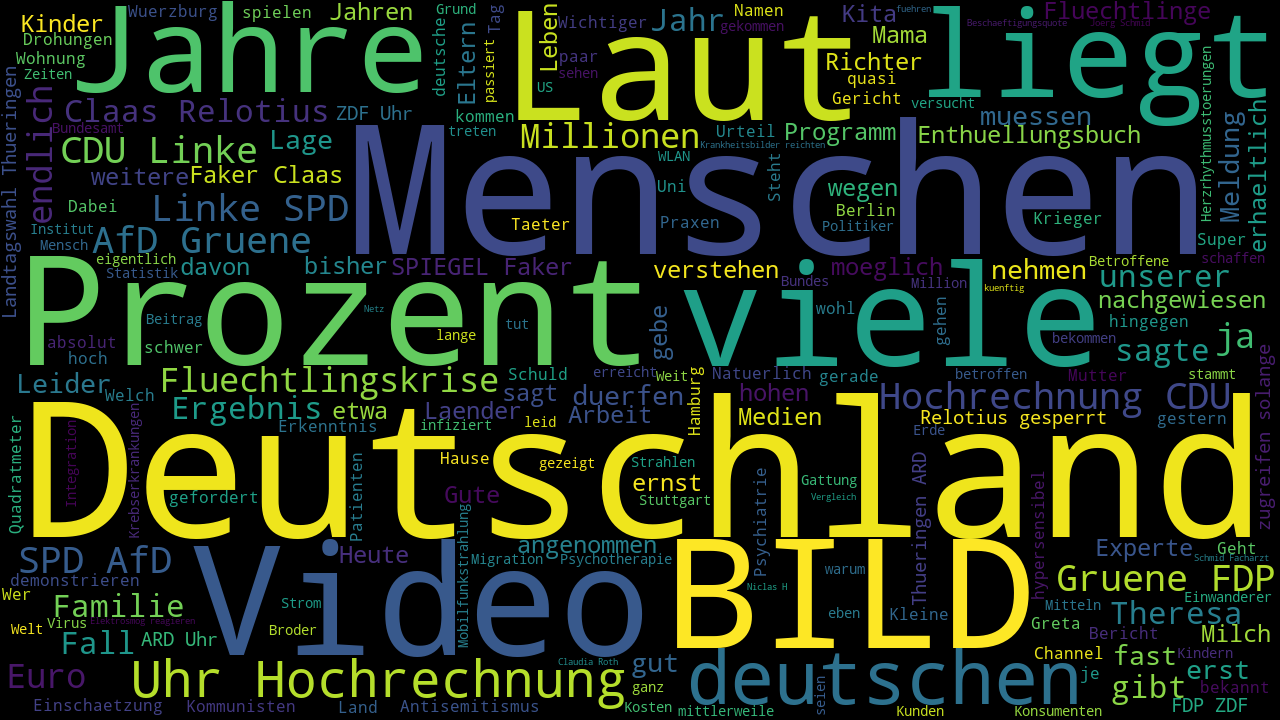 Kinder
Wuerzburg
spielen
Jahren
Grund
Tag
Wichtiger
Jahr
Namen
gekommen
Kita
fuehren
Beschaeftigungsquote
Joerg Schmid
Fluechtlinge
Drohungen
Wohnung
Zeiten
Jahre
deutsche
Eltern
passiert
Leben
paar
sehen
US
Laut
Mama
Richter
quasi
Gericht
liegt
versucht
muessen
Landtagswahl Thueringen
endlich
Claas Relotius
ZDF Uhr
kommen
treten
Bundesamt
CDU Linke
Lage
Millionen
Urteil
Programm
Krankheitsbilder reichten
Enthuellungsbuch
Herzrhythmusstoerungen
Meldung
erhaeltlich
weitere
Faker Claas
Menschen
WLAN
Uni
Steht
wegen
Berlin
Politiker
Krieger
Dabei
Linke SPD
Taeter
Praxen
Institut
Mensch
AfD Gruene
Super
schaffen
eigentlich
Statistik
davon
bisher
SPIEGEL Faker
verstehen
Bundes
moeglich
Million
nehmen
kuenftig
Betroffene
unserer
nachgewiesen
Prozent
Beitrag
Netz
lange
tut
gebe
viele
wohl
gehen
hingegen
bekommen
absolut
hoch
schwer
sagte
ja
Leider
Welch
Fluechtlingskrise
Schuld
sagt
erreicht
Weit
Natuerlich
gerade
betroffen
Mutter
stammt
solange
zugreifen
Ergebnis
Erkenntnis
etwa
Laender
infiziert
leid
duerfen
Arbeit
Hamburg
hohen
Medien
Hochrechnung CDU
Relotius gesperrt
Erde
gestern
Quadratmeter
Integration
Krebserkrankungen
Deutschland
Hause
gezeigt
Strahlen
ernst
Stuttgart
Gattung
Vergleich
gefordert
Patienten
Gute
Mobilfunkstrahlung
Psychiatrie
Thueringen ARD
hypersensibel
SPD AfD
demonstrieren
Wer
Heute
angenommen
Migration
Psychotherapie
warum
Experte
Geht
Schmid Facharzt
Gruene FDP
Einwanderer
Familie
Virus
elektrosmog reagieren
Welt
Strom
Video
BILD
Niclas H
eben
Kleine
Mitteln
Greta
Theresa
Bericht
Milch
Fall
ARD Uhr
Broder
Claudia Roth
Channel
Kindern
Euro
Uhr Hochrechnung
gut
ganz
Kosten
deutschen
je
fast
gibt
erst
bekannt
Einschaetzung
Kommunisten
Land
Antisemitismus
mittlerweile
seien
Kunden
Konsumenten
FDP ZDF